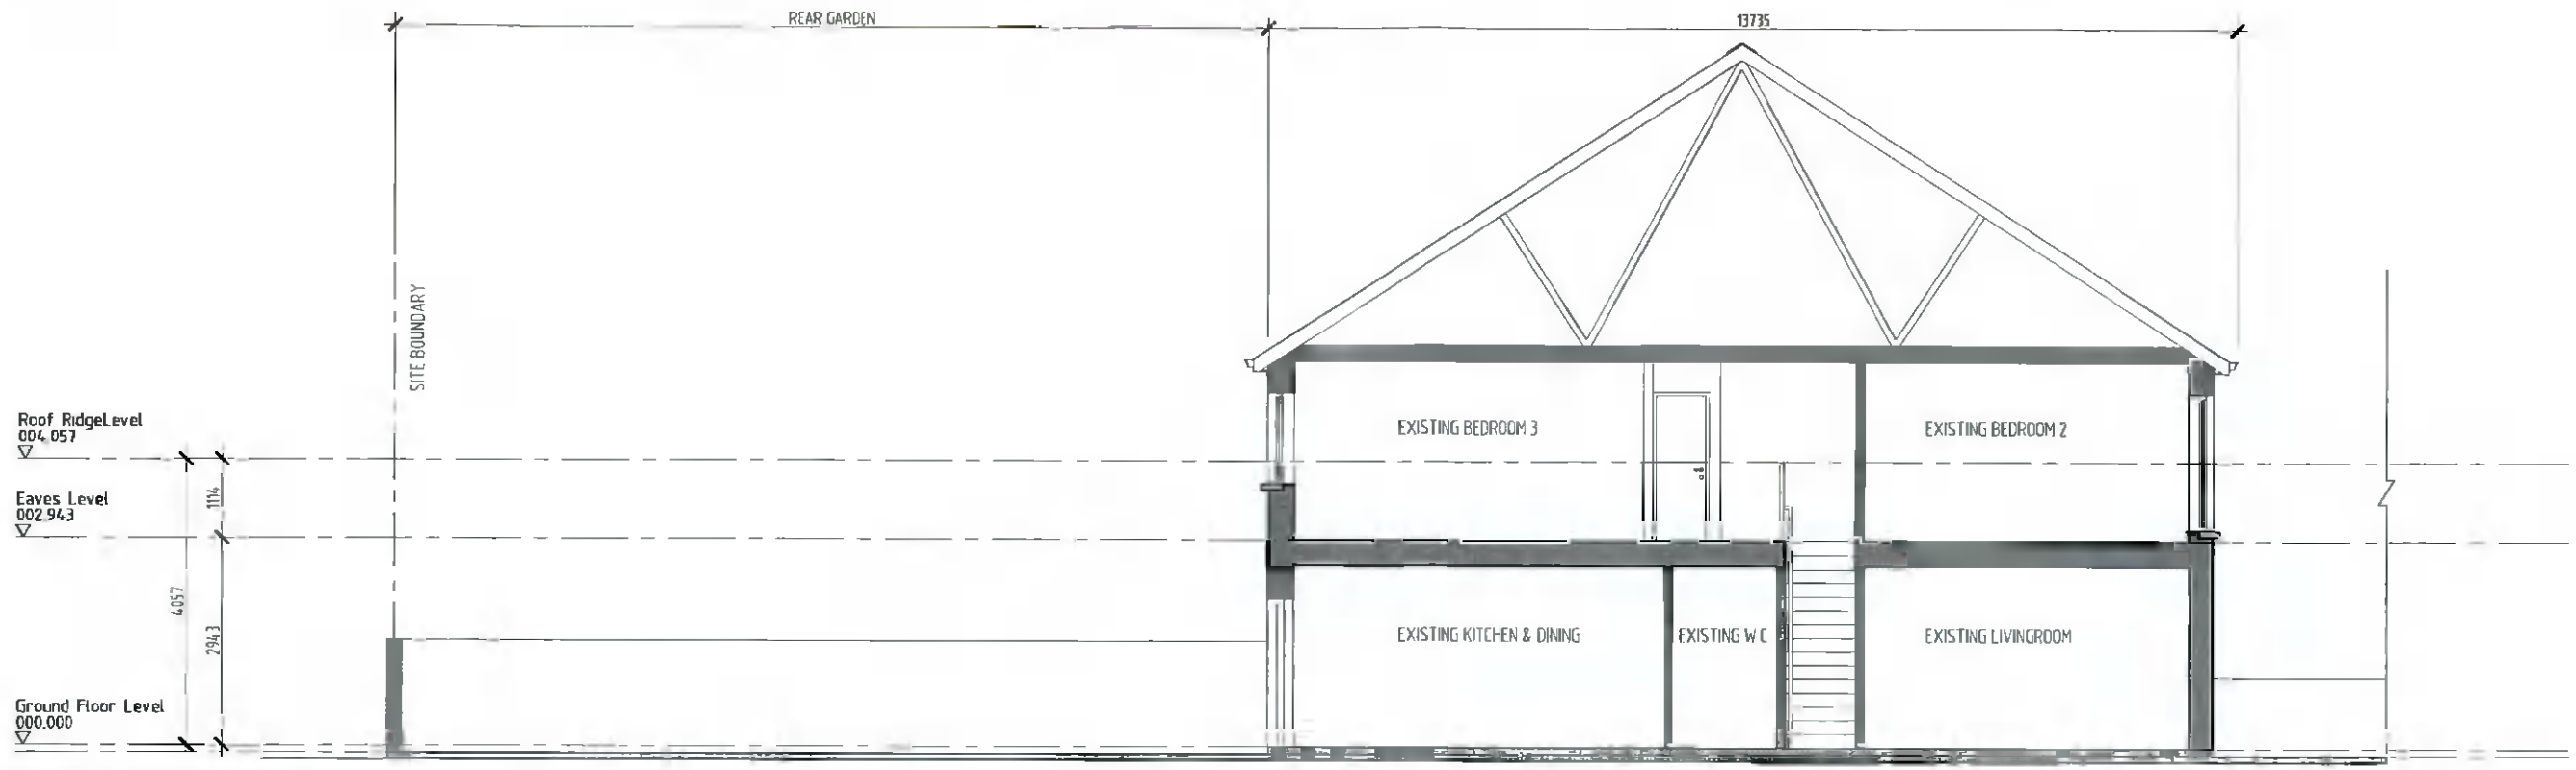 REAR GARDEN
13735
SITE BOUNDARY
Roof RidgeLevel
004.057
Eaves Level
002.943
1114
4057
2943
Ground Floor Level
000.000
EXISTING BEDROOM 3
EXISTING BEDROOM 2
EXISTING KITCHEN & DINING
EXISTING W C
EXISTING LIVINGROOM